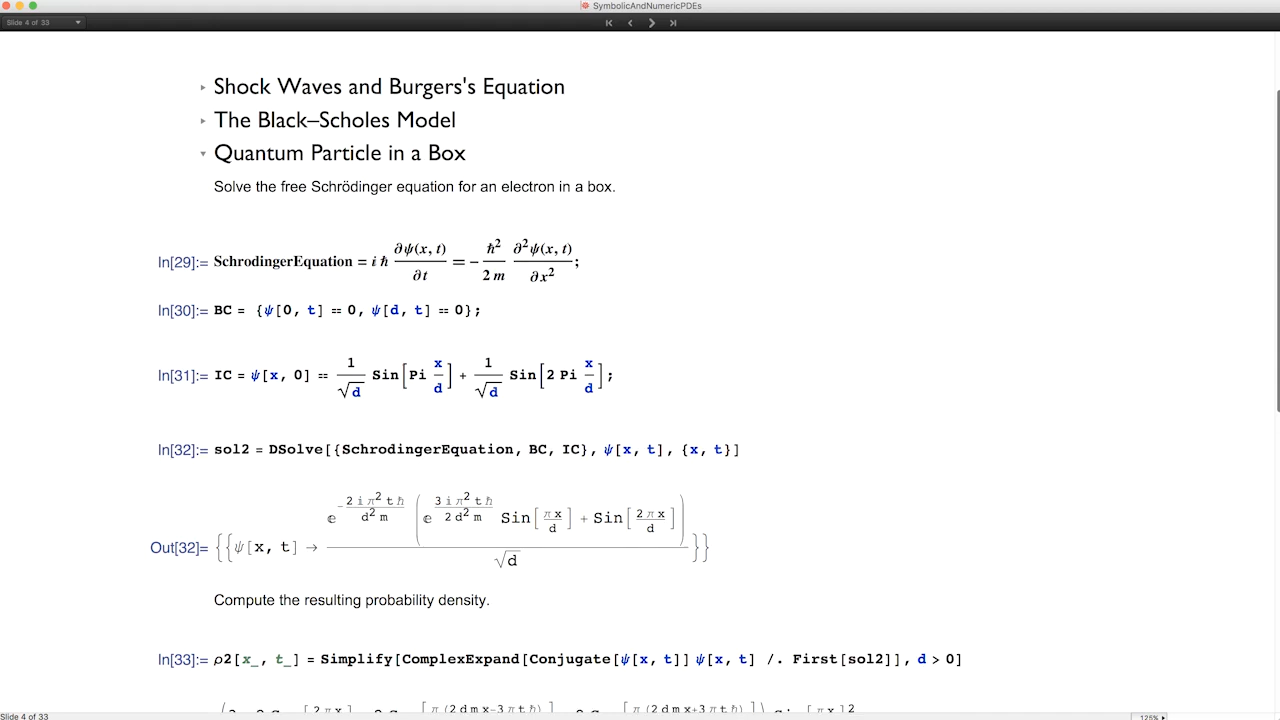 SymbolicAndNumericPDEs
Slide 4 of 33
Shock Waves and Burgers's Equation
The Black–Scholes Model
Quantum Particle in a Box
Solve the free Schrödinger equation for an electron in a box.
In[29]:= SchrodingerEquation = i ℏ ∂ψ(x, t)/∂t == - ℏ²/(2 m) ∂²ψ(x, t)/∂x²;
In[30]:= BC = {ψ[0, t] == 0, ψ[d, t] == 0};
In[31]:= IC = ψ[x, 0] == 1/√d Sin[Pi x/d] + 1/√d Sin[2 Pi x/d];
In[32]:= sol2 = DSolve[{SchrodingerEquation, BC, IC}, ψ[x, t], {x, t}]
Out[32]= {{ψ[x, t] → e^(-(2 i π² t ℏ)/(d² m)) (e^((3 i π² t ℏ)/(2 d² m)) Sin[π x/d] + Sin[2 π x/d])/√d}}
Compute the resulting probability density.
In[33]:= ρ2[x_, t_] = Simplify[ComplexExpand[Conjugate[ψ[x, t]] ψ[x, t] /. First[sol2]], d > 0]
Slide 4 of 33
125%